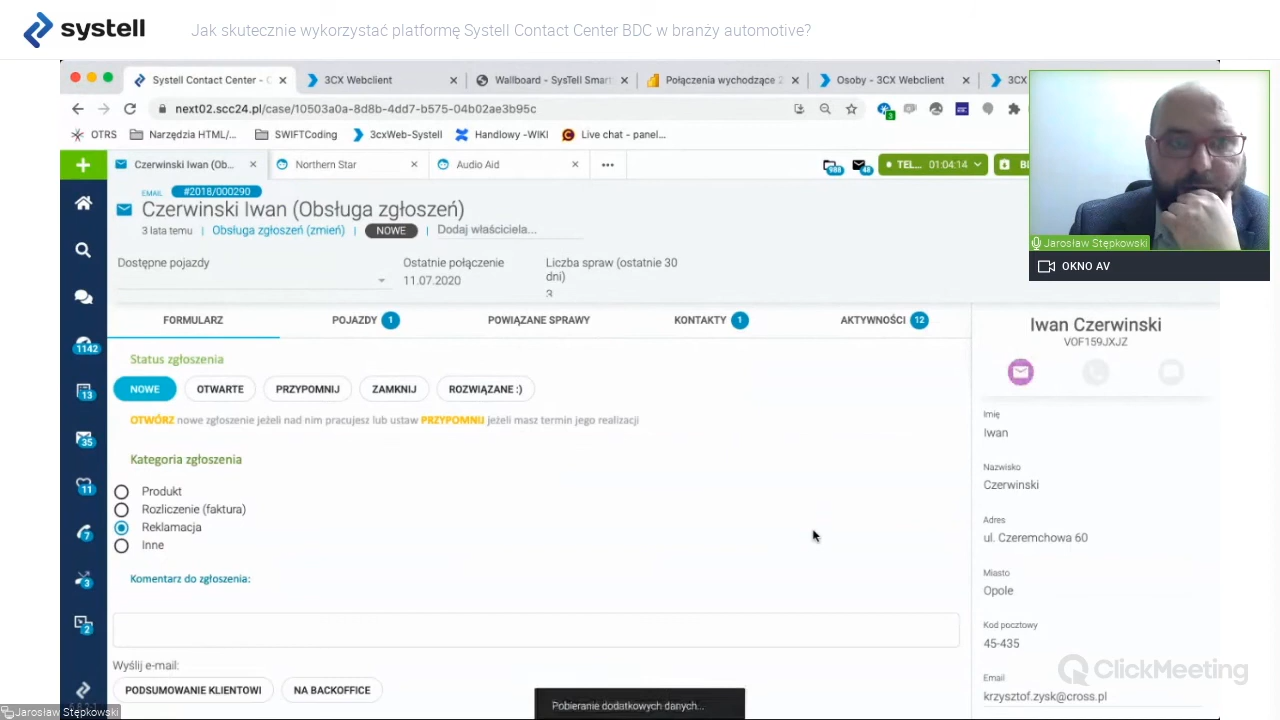 systell
Jak skutecznie wykorzystać platformę Systell Contact Center BDC w branży automotive?
Systell Contact Center - C
3CX Webclient
Wallboard - SysTell Smar
Połączenia wychodzące 2
Osoby - 3CX Webclient
3CX
next02.scc24.pl/case/10503a0a-8d8b-4dd7-b575-04b02ae3b95c
3
OTRS
Narzędzia HTML/...
SWIFTCoding
3cxWeb-Systell
Handlowy -WIKI
Live chat - panel...
Czerwinski Iwan (Ob...
Northern Star
Audio Aid
988
48
TEL... 01:04:14
EMAIL #2018/000290
Czerwinski Iwan (Obsługa zgłoszeń)
3 lata temu | Obsługa zgłoszeń (zmień) | NOWE | Dodaj właściciela...
Jarosław Stępkowski
OKNO AV
Dostępne pojazdy
Ostatnie połączenie
11.07.2020
Liczba spraw (ostatnie 30
dni)
3
FORMULARZ
POJAZDY 1
POWIĄZANE SPRAWY
KONTAKTY 1
AKTYWNOŚCI 12
1142
13
35
11
7
3
2
Status zgłoszenia
NOWE
OTWARTE
PRZYPOMNIJ
ZAMKNIJ
ROZWIĄZANE :)
OTWÓRZ nowe zgłoszenie jeżeli nad nim pracujesz lub ustaw PRZYPOMNIJ jeżeli masz termin jego realizacji
Kategoria zgłoszenia
Produkt
Rozliczenie (faktura)
Reklamacja
Inne
Komentarz do zgłoszenia:
Wyślij e-mail:
PODSUMOWANIE KLIENTOWI
NA BACKOFFICE
Pobieranie dodatkowych danych...
Iwan Czerwinski
VOF159JXJZ
Imię
Iwan
Nazwisko
Czerwinski
Adres
ul. Czeremchowa 60
Miasto
Opole
Kod pocztowy
45-435
Email
krzysztof.zysk@cross.pl
ClickMeeting
Jarosław Stępkowski